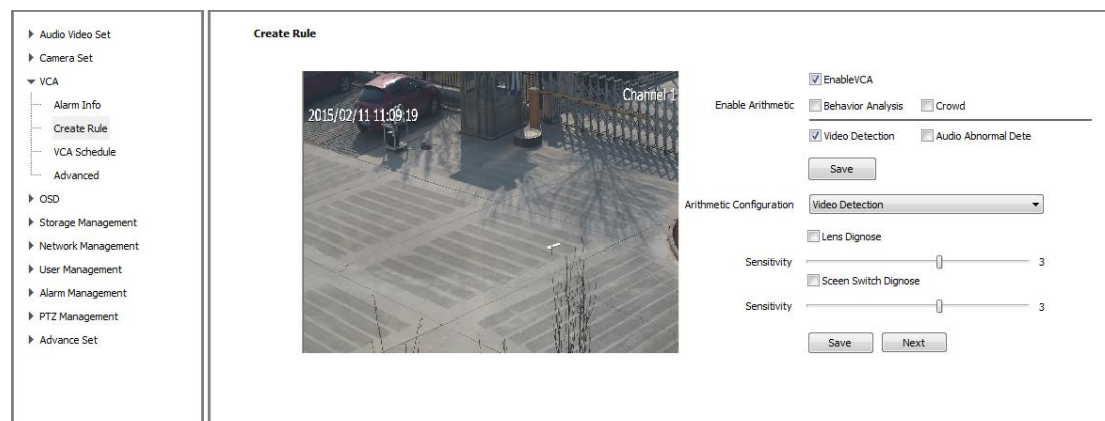 Audio Video Set
Camera Set
VCA
Alarm Info
Create Rule
VCA Schedule
Advanced
OSD
Storage Management
Network Management
User Management
Alarm Management
PTZ Management
Advance Set
Create Rule
2015/02/11 11:09:19
Channel 1
EnableVCA
Enable Arithmetic
Behavior Analysis
Crowd
Video Detection
Audio Abnormal Dete
Save
Arithmetic Configuration
Video Detection
Lens Dignose
Sensitivity
3
Sceen Switch Dignose
Sensitivity
3
Save
Next